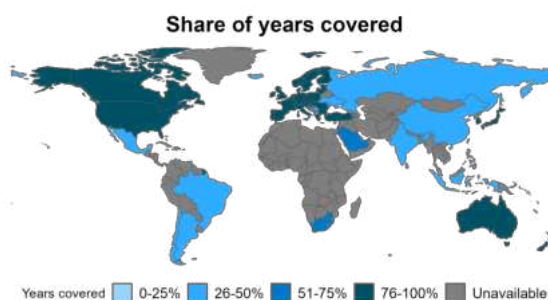 Share of years covered
Years covered 0-25% 26-50% 51-75% 76-100% Unavailable